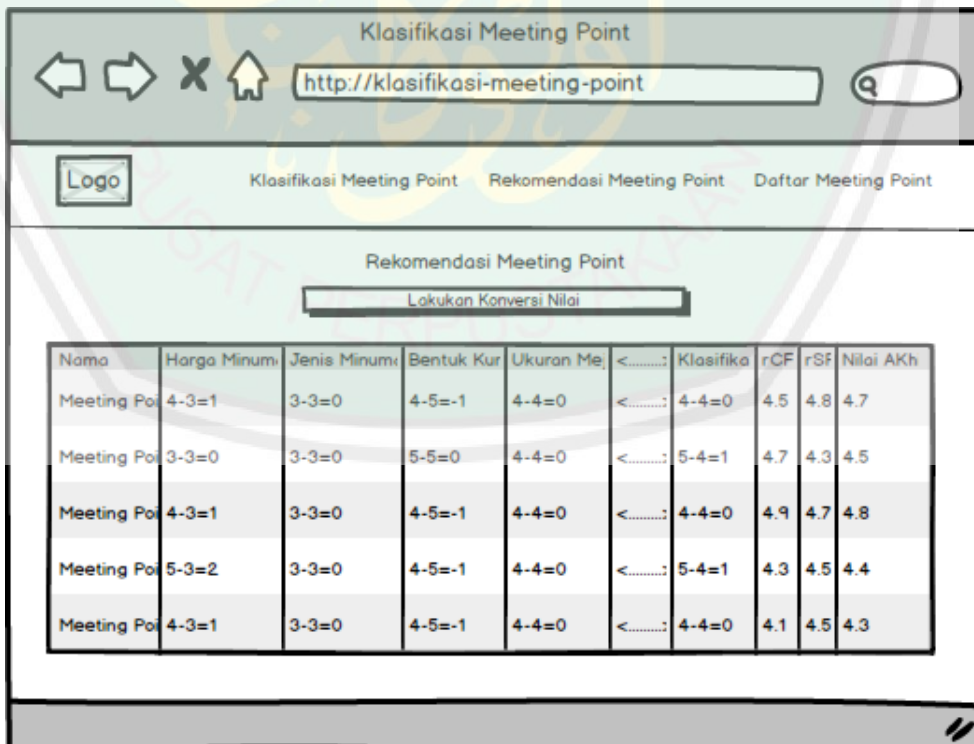 Klasifikasi Meeting Point
http://klasifikasi-meeting-point
Logo Klasifikasi Meeting Point Rekomendasi Meeting Point Daftar Meeting Point
Rekomendasi Meeting Point
Lakukan Konversi Nilai
Nama Harga Minum Jenis Minum Bentuk Kur Ukuran Mej <........: Klasifika rCF rSF Nilai AKh
Meeting Poi 4-3=1 3-3=0 4-5=-1 4-4=0 <........: 4-4=0 4.5 4.8 4.7
Meeting Poi 3-3=0 3-3=0 5-5=0 4-4=0 <........: 5-4=1 4.7 4.3 4.5
Meeting Poi 4-3=1 3-3=0 4-5=-1 4-4=0 <........: 4-4=0 4.9 4.7 4.8
Meeting Poi 5-3=2 3-3=0 4-5=-1 4-4=0 <........: 5-4=1 4.3 4.5 4.4
Meeting Poi 4-3=1 3-3=0 4-5=-1 4-4=0 <........: 4-4=0 4.1 4.5 4.3
PUSAT PERPUSTAKAAN